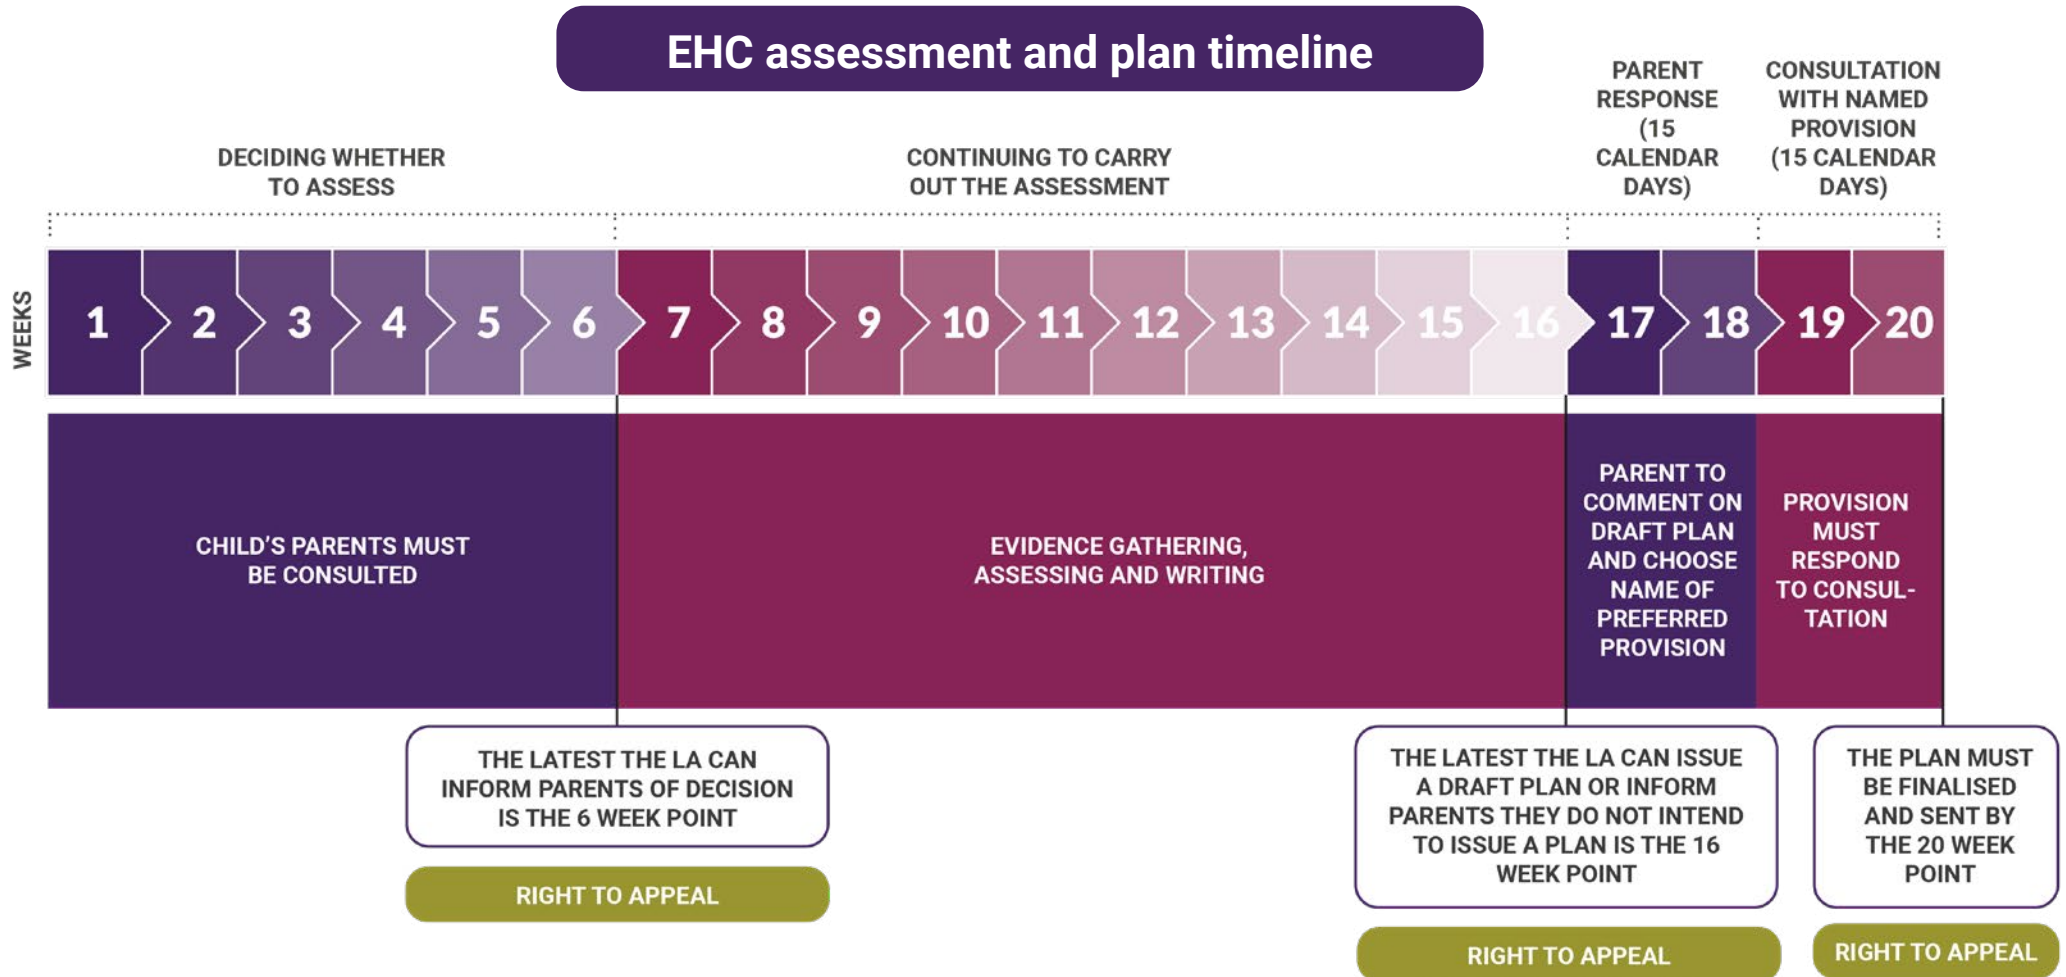 EHC assessment and plan timeline
DECIDING WHETHER
TO ASSESS
CONTINUING TO CARRY
OUT THE ASSESSMENT
PARENT
RESPONSE
(15
CALENDAR
DAYS)
CONSULTATION
WITH NAMED
PROVISION
(15 CALENDAR
DAYS)
WEEKS
1 2 3 4 5 6 7 8 9 10 11 12 13 14 15 16 17 18 19 20
CHILD'S PARENTS MUST
BE CONSULTED
EVIDENCE GATHERING,
ASSESSING AND WRITING
PARENT TO
COMMENT ON
DRAFT PLAN
AND CHOOSE
NAME OF
PREFERRED
PROVISION
PROVISION
MUST
RESPOND
TO CONSUL-
TATION
THE LATEST THE LA CAN
INFORM PARENTS OF DECISION
IS THE 6 WEEK POINT
RIGHT TO APPEAL
THE LATEST THE LA CAN ISSUE
A DRAFT PLAN OR INFORM
PARENTS THEY DO NOT INTEND
TO ISSUE A PLAN IS THE 16
WEEK POINT
RIGHT TO APPEAL
THE PLAN MUST
BE FINALISED
AND SENT BY
THE 20 WEEK
POINT
RIGHT TO APPEAL